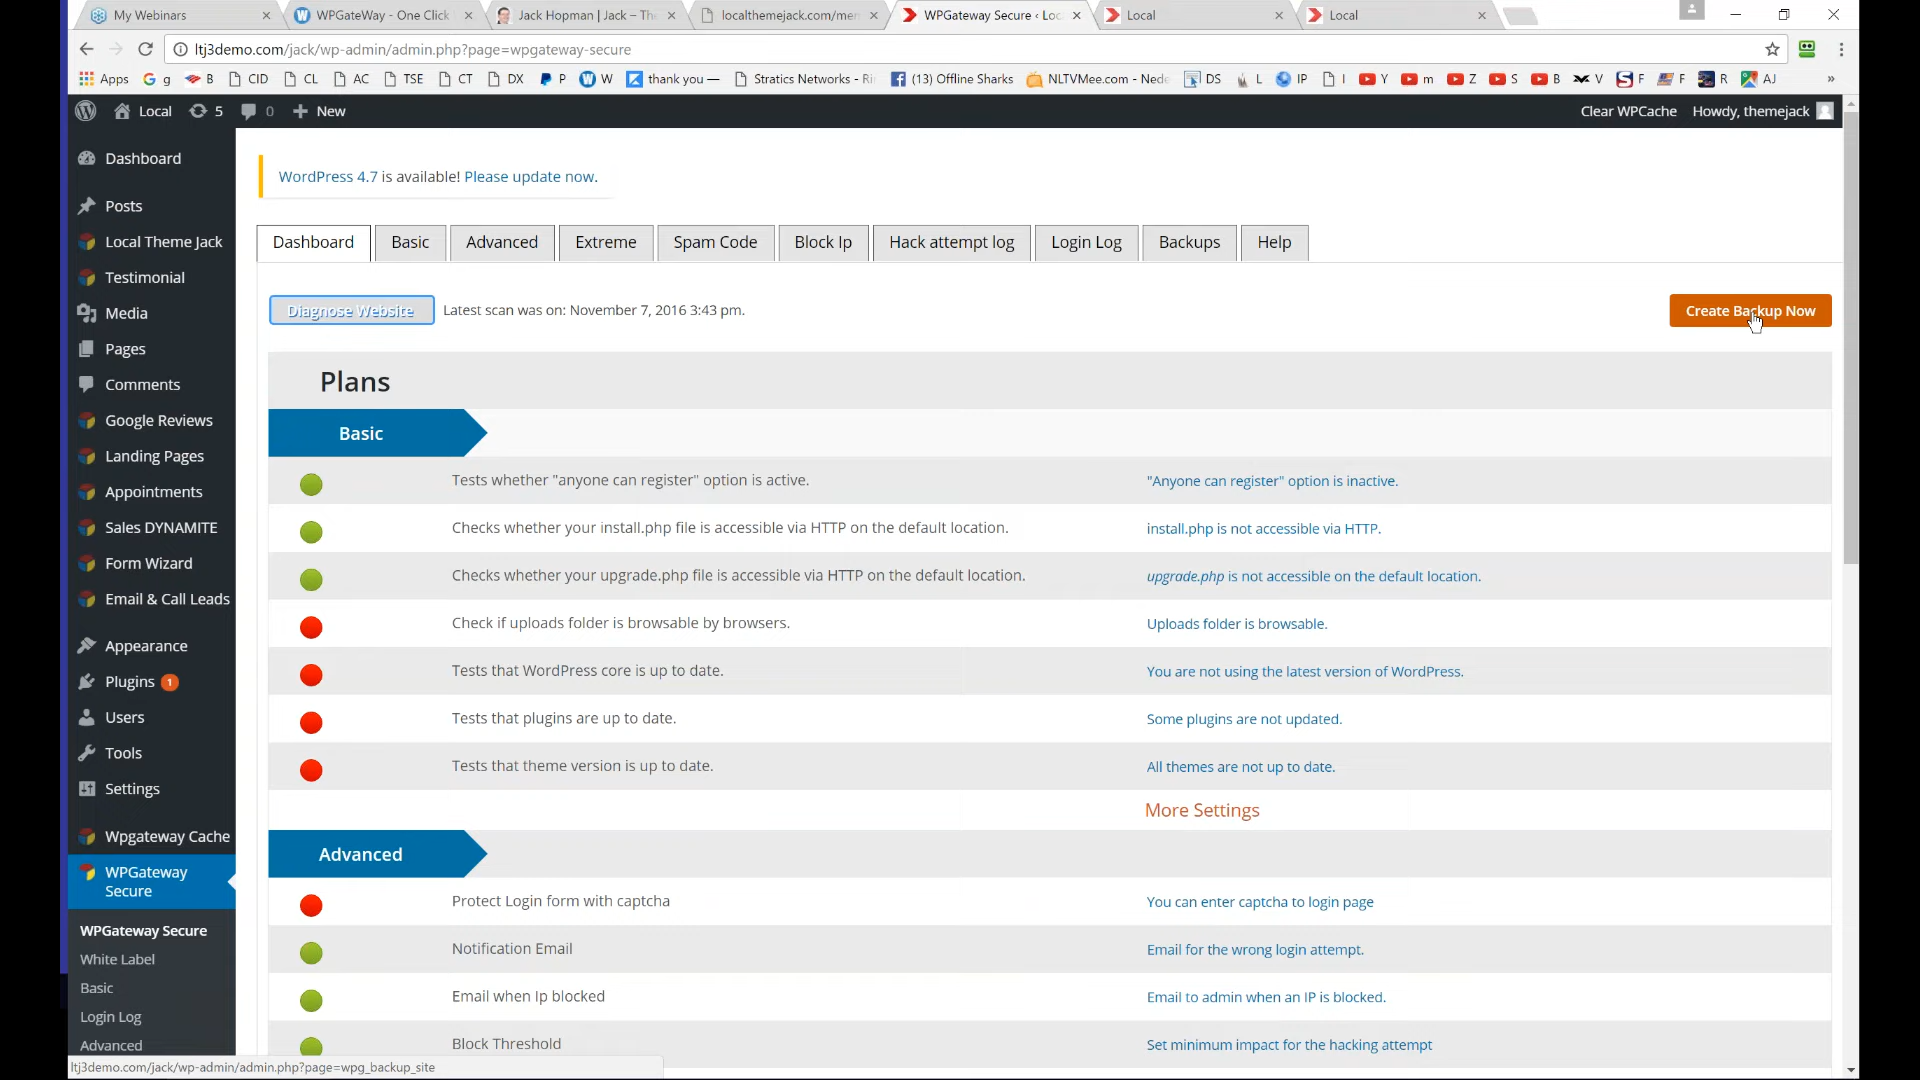 My Webinars
WPGateWay - One Click
Jack Hopman | Jack – The
localthemejack.com/mem
WPGateway Secure ‹ Loc
Local
Local
ltj3demo.com/jack/wp-admin/admin.php?page=wpgateway-secure
Apps
g
B
CID
CL
AC
TSE
CT
DX
P
W
thank you —
Stratics Networks - Rin
(13) Offline Sharks
NLTVMee.com - Nede
DS
L
IP
I
Y
m
Z
S
B
V
F
F
R
AJ
»
Local
5
0
New
Clear WPCache
Howdy, themejack
Dashboard
Posts
Local Theme Jack
Testimonial
Media
Pages
Comments
Google Reviews
Landing Pages
Appointments
Sales DYNAMITE
Form Wizard
Email & Call Leads
Appearance
Plugins 1
Users
Tools
Settings
Wpgateway Cache
WPGateway
Secure
WPGateway Secure
White Label
Basic
Login Log
Advanced
WordPress 4.7 is available! Please update now.
Dashboard
Basic
Advanced
Extreme
Spam Code
Block Ip
Hack attempt log
Login Log
Backups
Help
Diagnose Website
Latest scan was on: November 7, 2016 3:43 pm.
Create Backup Now
Plans
Basic
Tests whether "anyone can register" option is active.
"Anyone can register" option is inactive.
Checks whether your install.php file is accessible via HTTP on the default location.
install.php is not accessible via HTTP.
Checks whether your upgrade.php file is accessible via HTTP on the default location.
upgrade.php is not accessible on the default location.
Check if uploads folder is browsable by browsers.
Uploads folder is browsable.
Tests that WordPress core is up to date.
You are not using the latest version of WordPress.
Tests that plugins are up to date.
Some plugins are not updated.
Tests that theme version is up to date.
All themes are not up to date.
More Settings
Advanced
Protect Login form with captcha
You can enter captcha to login page
Notification Email
Email for the wrong login attempt.
Email when Ip blocked
Email to admin when an IP is blocked.
Block Threshold
Set minimum impact for the hacking attempt
ltj3demo.com/jack/wp-admin/admin.php?page=wpg_backup_site